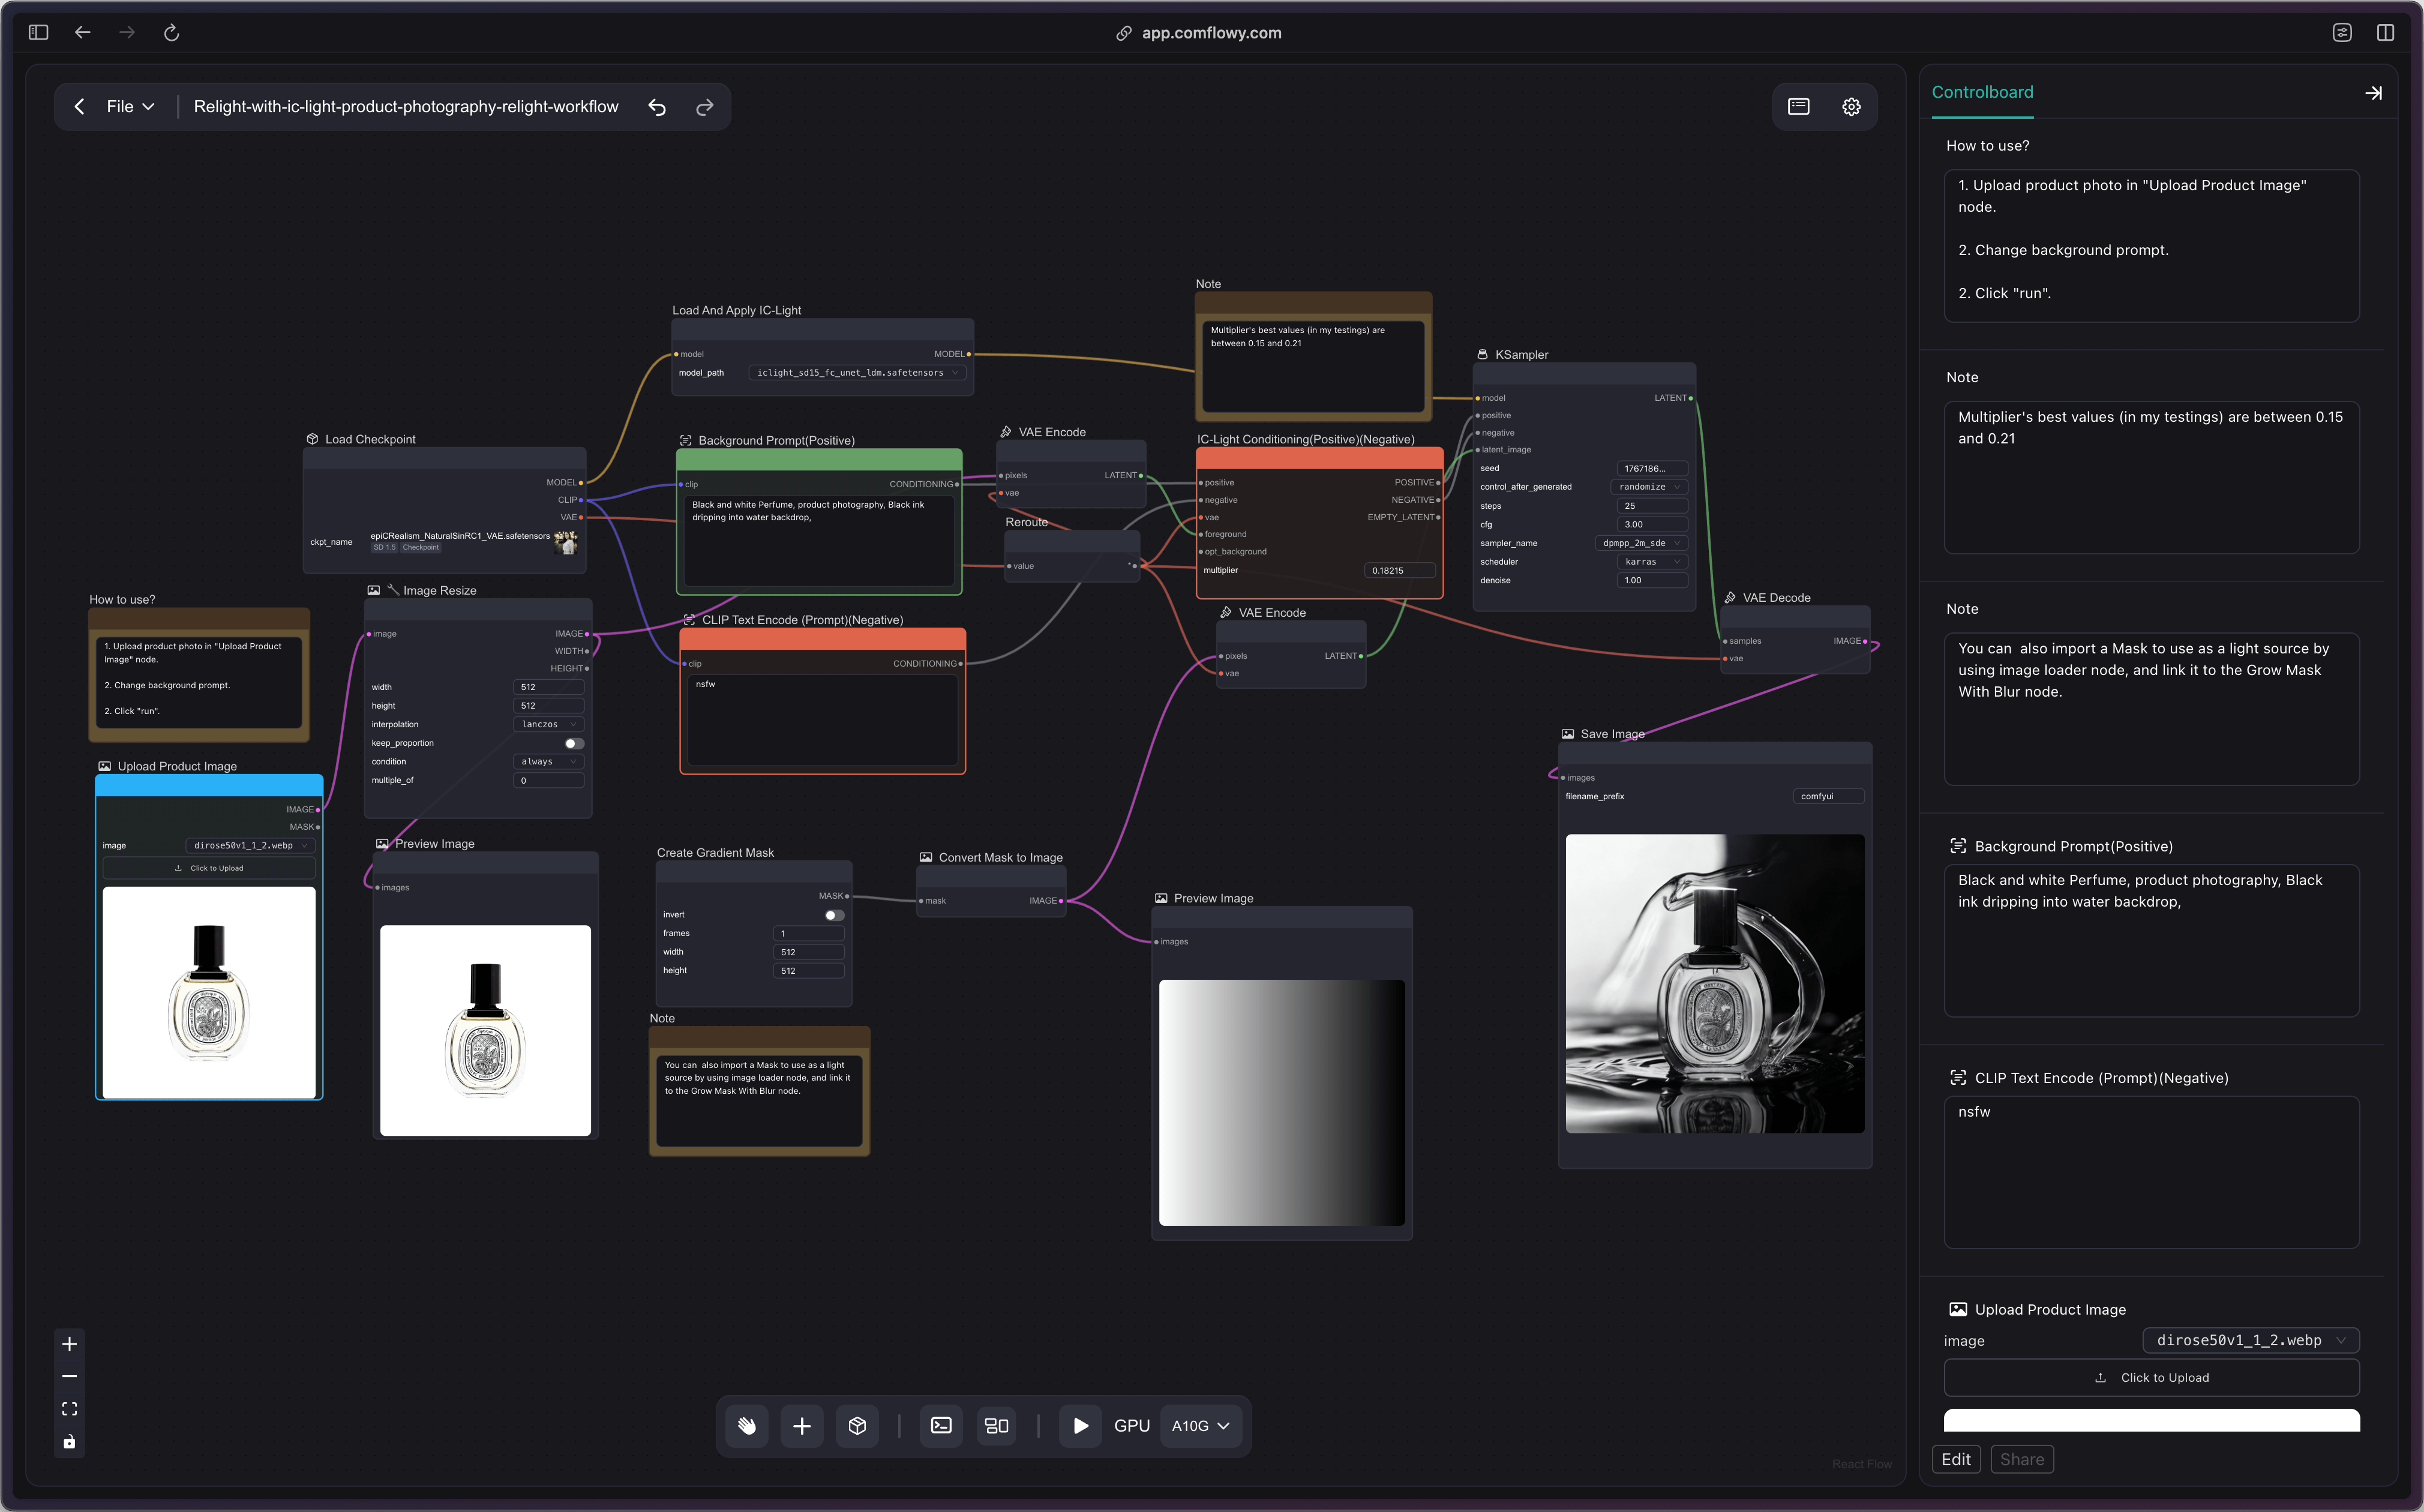 app.comflowy.com
File
Relight-with-ic-light-product-photography-relight-workflow
Load Checkpoint
MODEL
CLIP
VAE
ckpt_name
epiCRealism_NaturalSinRC1_VAE.safetensors
SD 1.5
Checkpoint
How to use?
1. Upload product photo in "Upload Product
Image" node.
2. Change background prompt.
2. Click "run".
Upload Product Image
IMAGE
MASK
image
dirose50v1_1_2.webp
Click to Upload
Image Resize
image
IMAGE
WIDTH
HEIGHT
width
512
height
512
interpolation
lanczos
keep_proportion
condition
always
multiple_of
0
Preview Image
images
Load And Apply IC-Light
model
MODEL
model_path
iclight_sd15_fc_unet_ldm.safetensors
Background Prompt(Positive)
clip
CONDITIONING
Black and white Perfume, product photography, Black ink
dripping into water backdrop,
CLIP Text Encode (Prompt)(Negative)
clip
CONDITIONING
nsfw
Create Gradient Mask
MASK
invert
frames
1
width
512
height
512
Note
You can  also import a Mask to use as a light
source by using image loader node, and link it
to the Grow Mask With Blur node.
Convert Mask to Image
mask
IMAGE
VAE Encode
pixels
LATENT
vae
Reroute
value
*
Note
Multiplier's best values (in my testings) are
between 0.15 and 0.21
IC-Light Conditioning(Positive)(Negative)
positive
POSITIVE
negative
NEGATIVE
vae
EMPTY_LATENT
foreground
opt_background
multiplier
0.18215
VAE Encode
pixels
LATENT
vae
Preview Image
images
KSampler
model
LATENT
positive
negative
latent_image
seed
1767186...
control_after_generated
randomize
steps
25
cfg
3.00
sampler_name
dpmpp_2m_sde
scheduler
karras
denoise
1.00
VAE Decode
samples
IMAGE
vae
Save Image
images
filename_prefix
comfyui
GPU
A10G
React Flow
Controlboard
How to use?
1. Upload product photo in "Upload Product Image"
node.
2. Change background prompt.
2. Click "run".
Note
Multiplier's best values (in my testings) are between 0.15
and 0.21
Note
You can  also import a Mask to use as a light source by
using image loader node, and link it to the Grow Mask
With Blur node.
Background Prompt(Positive)
Black and white Perfume, product photography, Black
ink dripping into water backdrop,
CLIP Text Encode (Prompt)(Negative)
nsfw
Upload Product Image
image
dirose50v1_1_2.webp
Click to Upload
Edit
Share